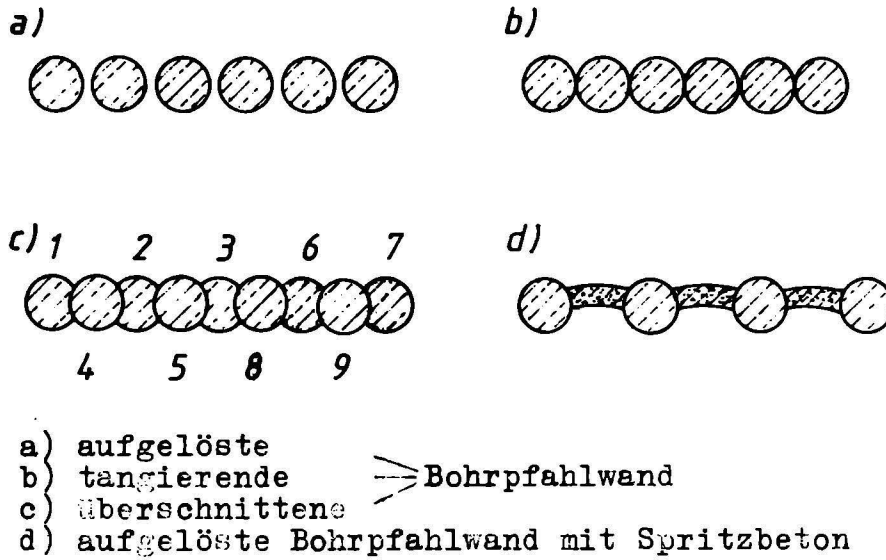 a)
b)
c) 1 2 3 6 7
4 5 8 9
d)
a) aufgelöste
b) tangierende
Bohrpfahlwand
c) überschnittene
d) aufgelöste Bohrpfahlwand mit Spritzbeton